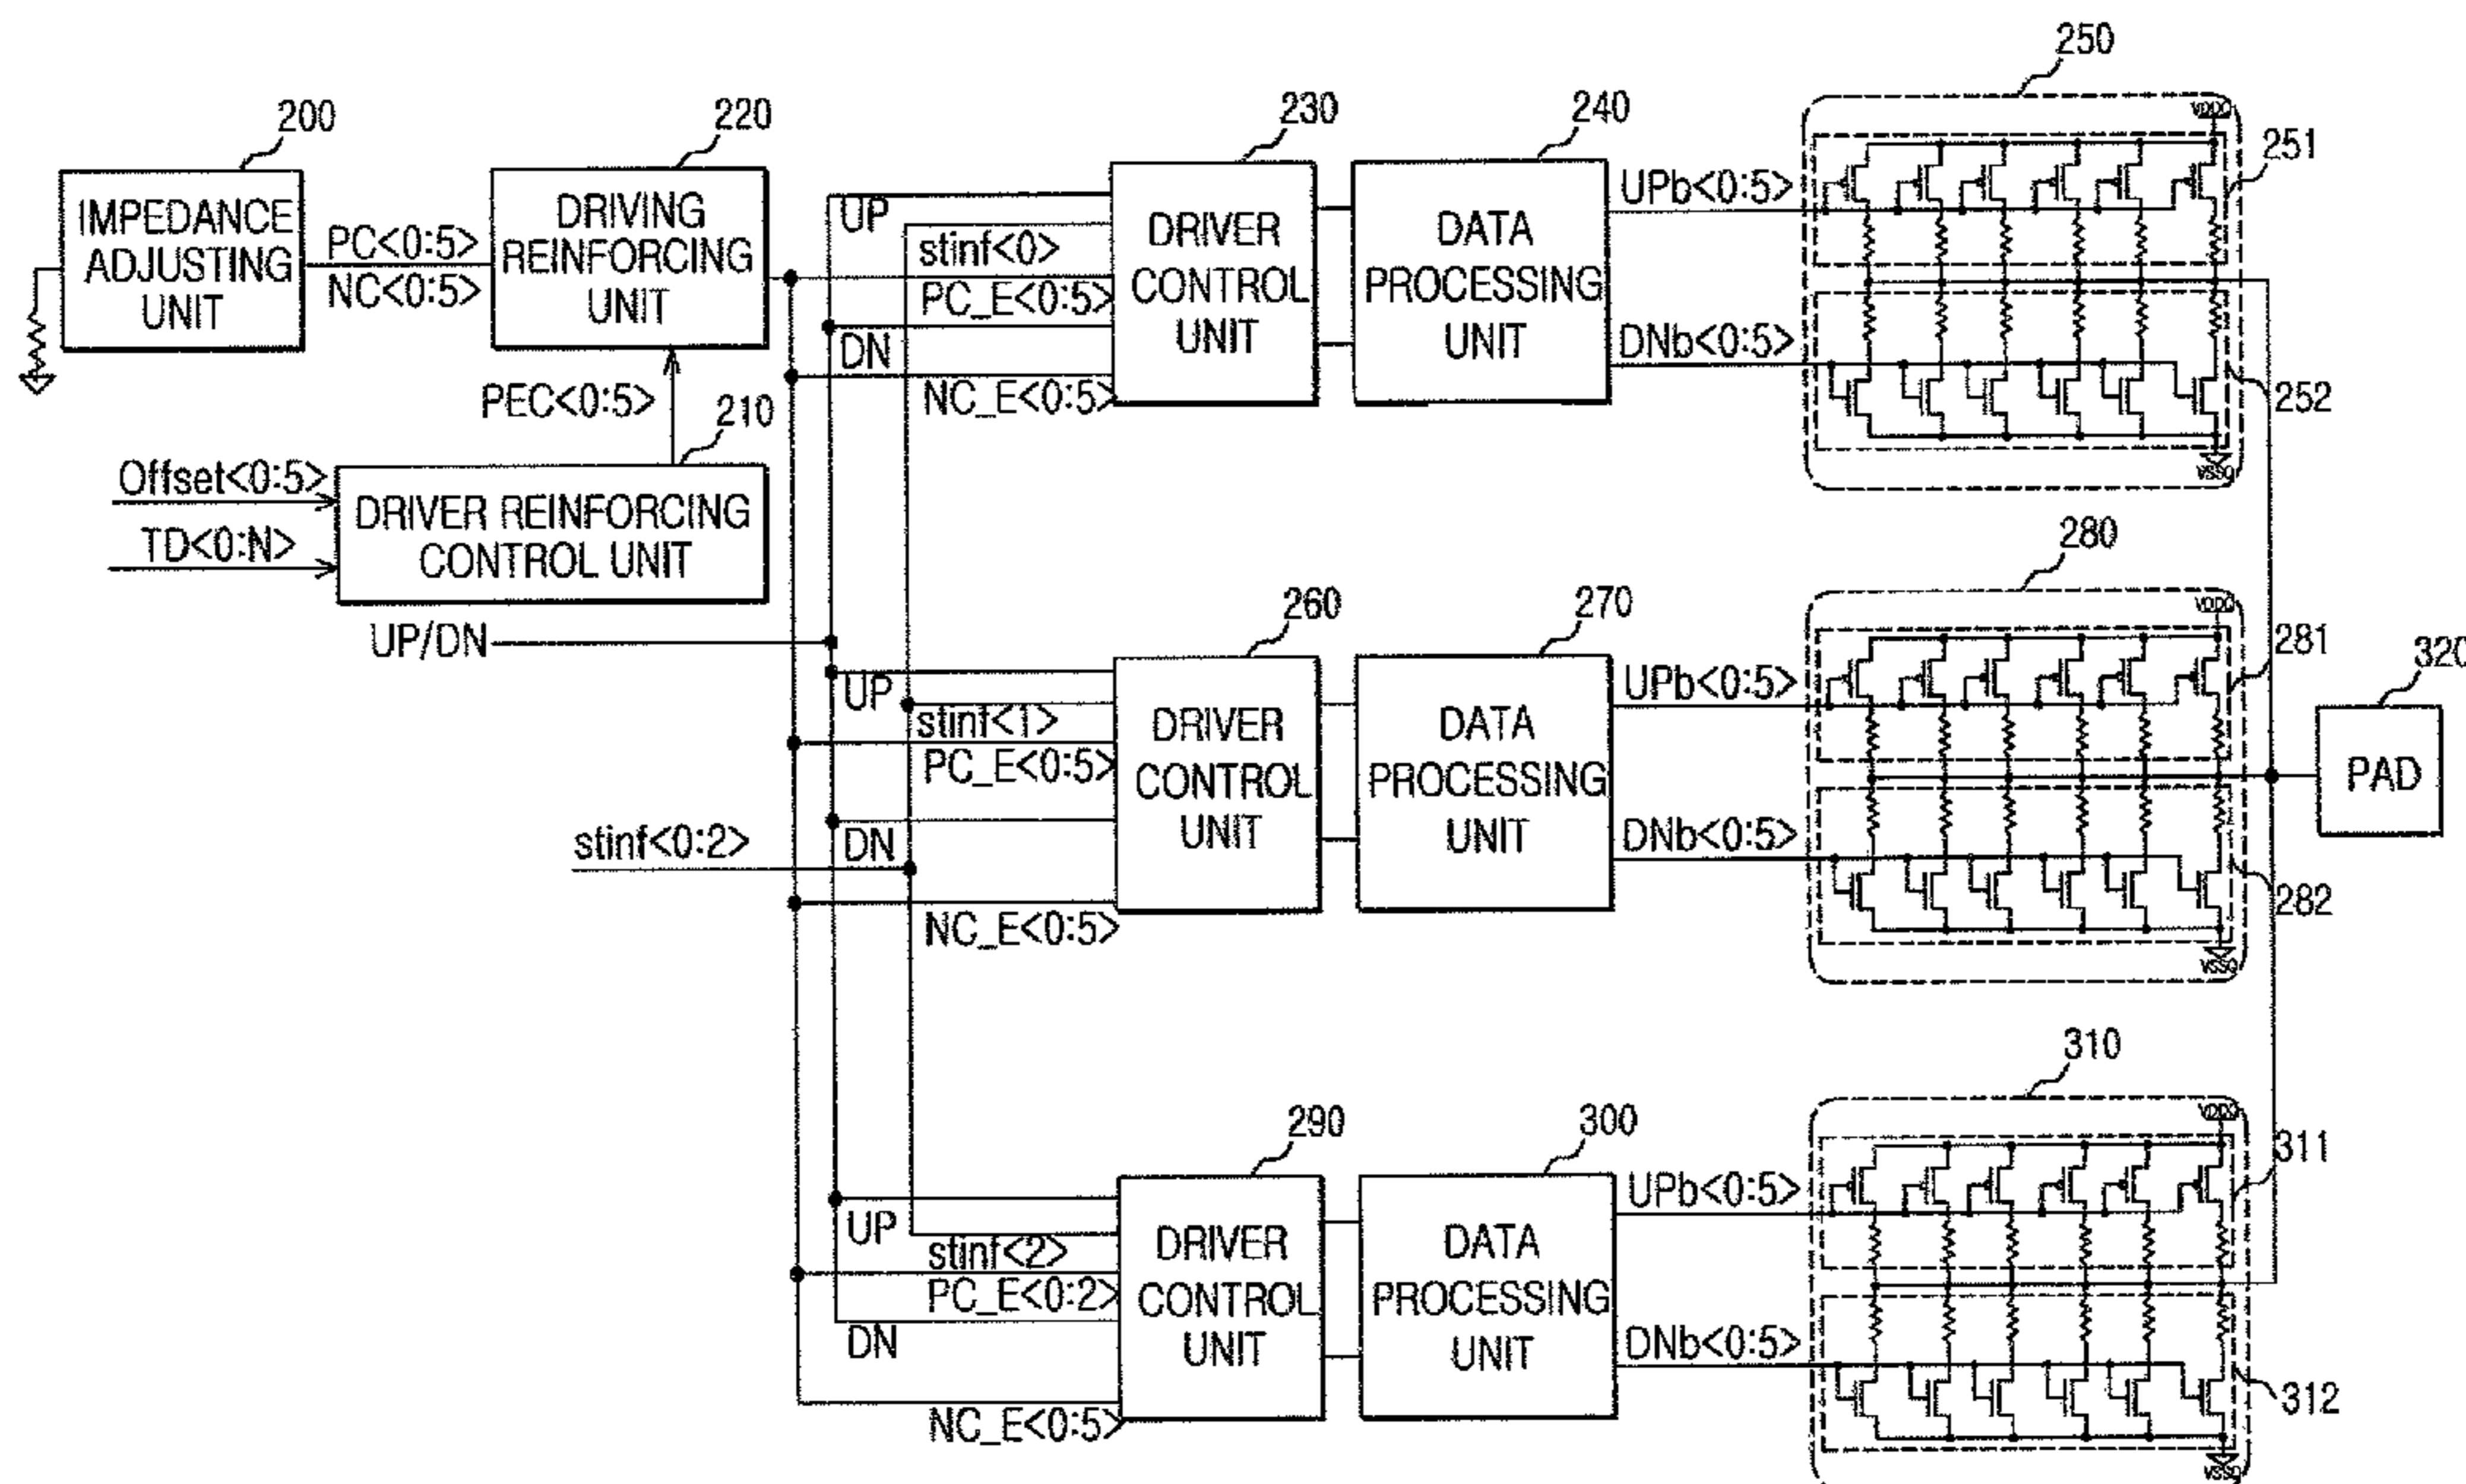 200
IMPEDANCE
ADJUSTING
UNIT
PC<0:5>
NC<0:5>
220
DRIVING
REINFORCING
UNIT
PEC<0:5>
210
Offset<0:5>
TD<0:N>
DRIVER REINFORCING
CONTROL UNIT
UP/DN
stinf<0:2>
UP
stinf<0>
PC_E<0:5>
DN
NC_E<0:5>
230
DRIVER
CONTROL
UNIT
240
DATA
PROCESSING
UNIT
UPb<0:5>
DNb<0:5>
250
VDDQ
251
252
VSSQ
UP
stinf<1>
PC_E<0:5>
DN
NC_E<0:5>
260
DRIVER
CONTROL
UNIT
270
DATA
PROCESSING
UNIT
UPb<0:5>
DNb<0:5>
280
VDDQ
281
282
VSSQ
320
PAD
UP
stinf<2>
PC_E<0:2>
DN
NC_E<0:5>
290
DRIVER
CONTROL
UNIT
300
DATA
PROCESSING
UNIT
UPb<0:5>
DNb<0:5>
310
VDDQ
311
312
VSSQ